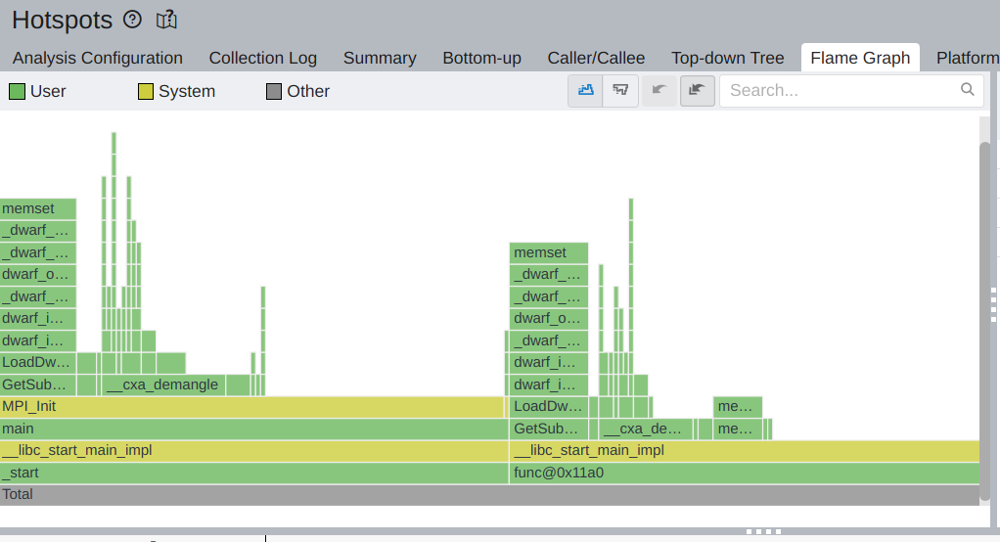 Hotspots
Analysis Configuration Collection Log Summary Bottom-up Caller/Callee Top-down Tree Flame Graph Platform
User System Other Search...
memset
_dwarf_...
_dwarf_... memset
dwarf_o... _dwarf_...
_dwarf_... _dwarf_...
dwarf_i... dwarf_o...
dwarf_i... _dwarf_...
LoadDw... dwarf_i...
GetSub... __cxa_demangle dwarf_i...
MPI_Init LoadDw... me...
main GetSub... __cxa_de... me...
__libc_start_main_impl __libc_start_main_impl
_start func@0x11a0
Total